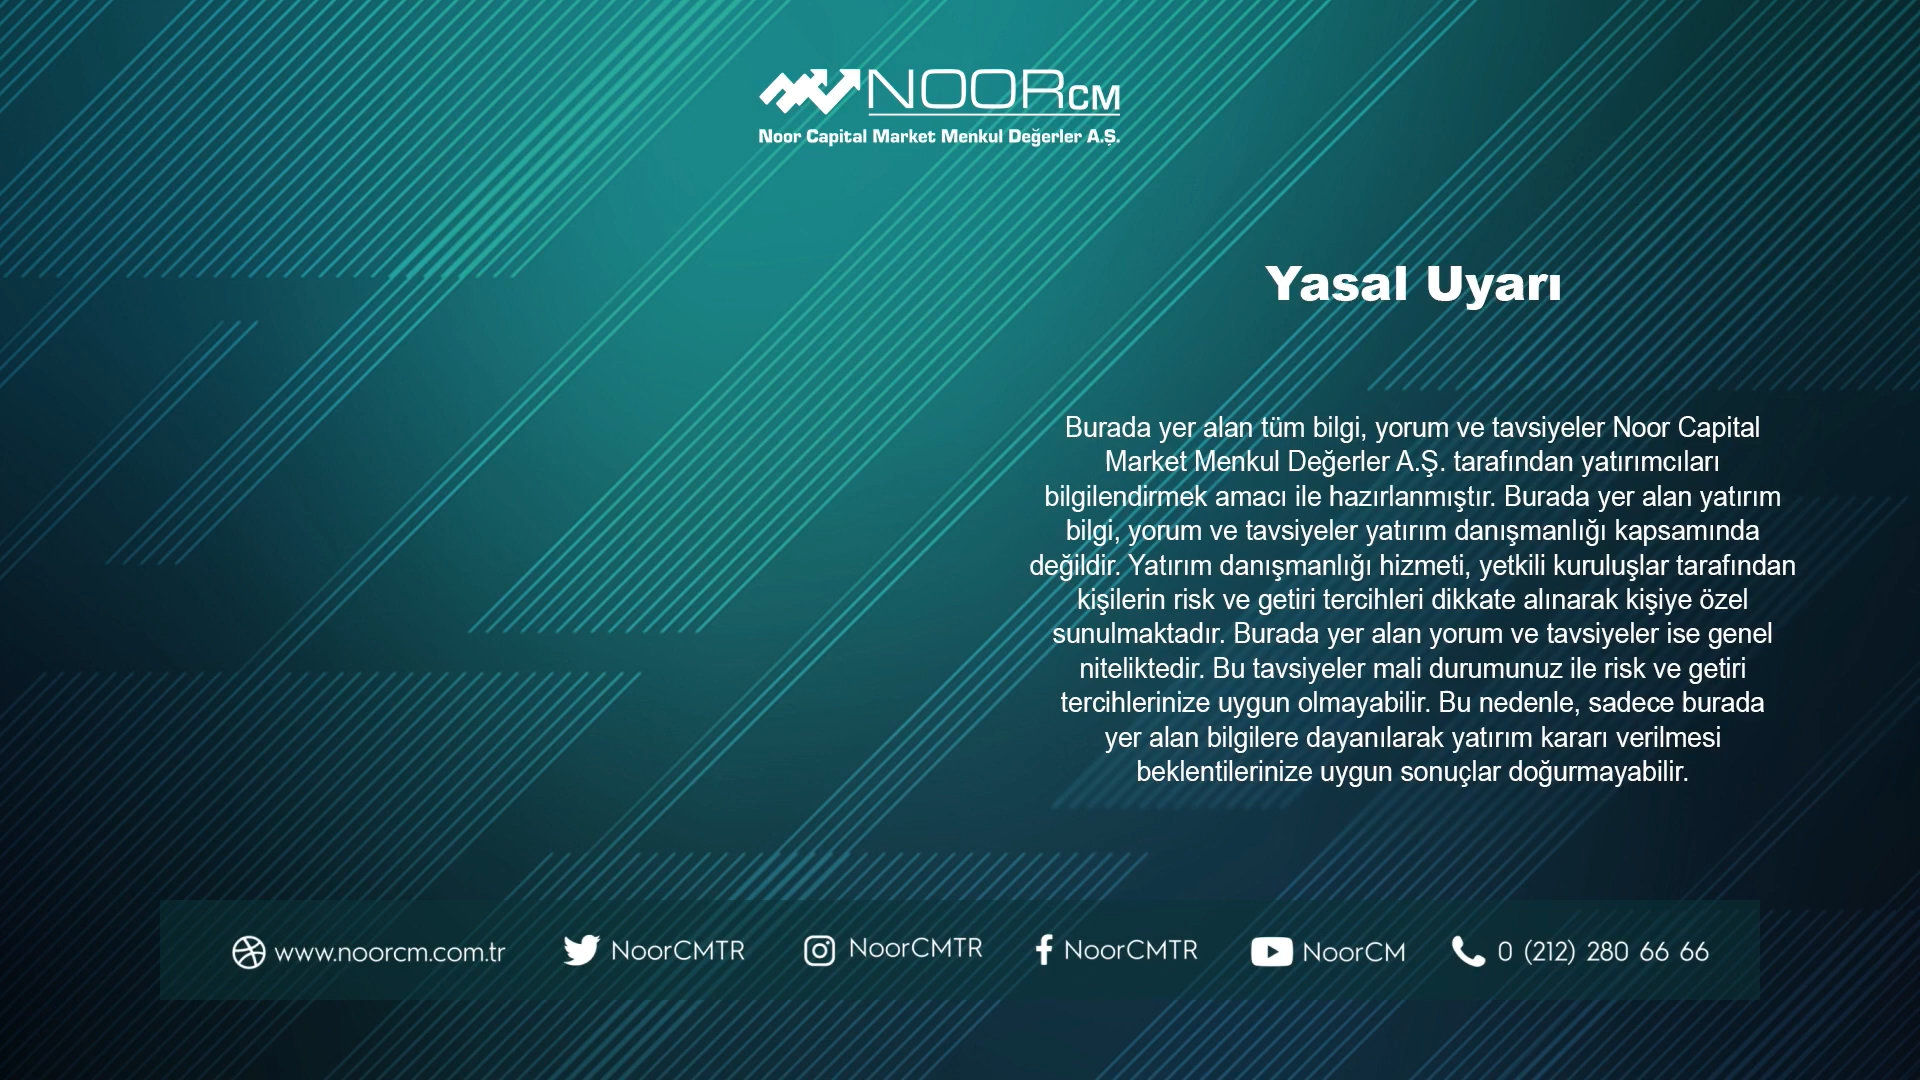 NOORCM
Noor Capital Market Menkul Değerler A.Ş.
Yasal Uyarı
Burada yer alan tüm bilgi, yorum ve tavsiyeler Noor Capital
Market Menkul Değerler A.Ş. tarafından yatırımcıları
bilgilendirmek amacı ile hazırlanmıştır. Burada yer alan yatırım
bilgi, yorum ve tavsiyeler yatırım danışmanlığı kapsamında
değildir. Yatırım danışmanlığı hizmeti, yetkili kuruluşlar tarafından
kişilerin risk ve getiri tercihleri dikkate alınarak kişiye özel
sunulmaktadır. Burada yer alan yorum ve tavsiyeler ise genel
niteliktedir. Bu tavsiyeler mali durumunuz ile risk ve getiri
tercihlerinize uygun olmayabilir. Bu nedenle, sadece burada
yer alan bilgilere dayanılarak yatırım kararı verilmesi
beklentilerinize uygun sonuçlar doğurmayabilir.
www.noorcm.com.tr NoorCMTR NoorCMTR NoorCMTR NoorCM 0 (212) 280 66 66